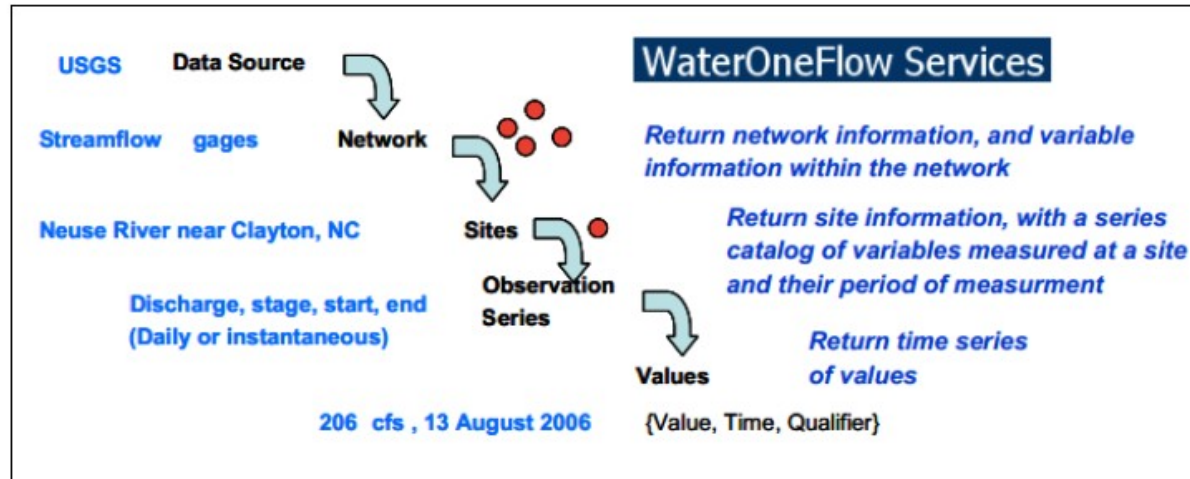 USGS Data Source
WaterOneFlow Services
Streamflow gages Network
Return network information, and variable
information within the network
Neuse River near Clayton, NC Sites
Return site information, with a series
catalog of variables measured at a site
and their period of measurment
Observation
Series
Discharge, stage, start, end
(Daily or instantaneous)
Return time series
of values
Values
206 cfs , 13 August 2006 {Value, Time, Qualifier}